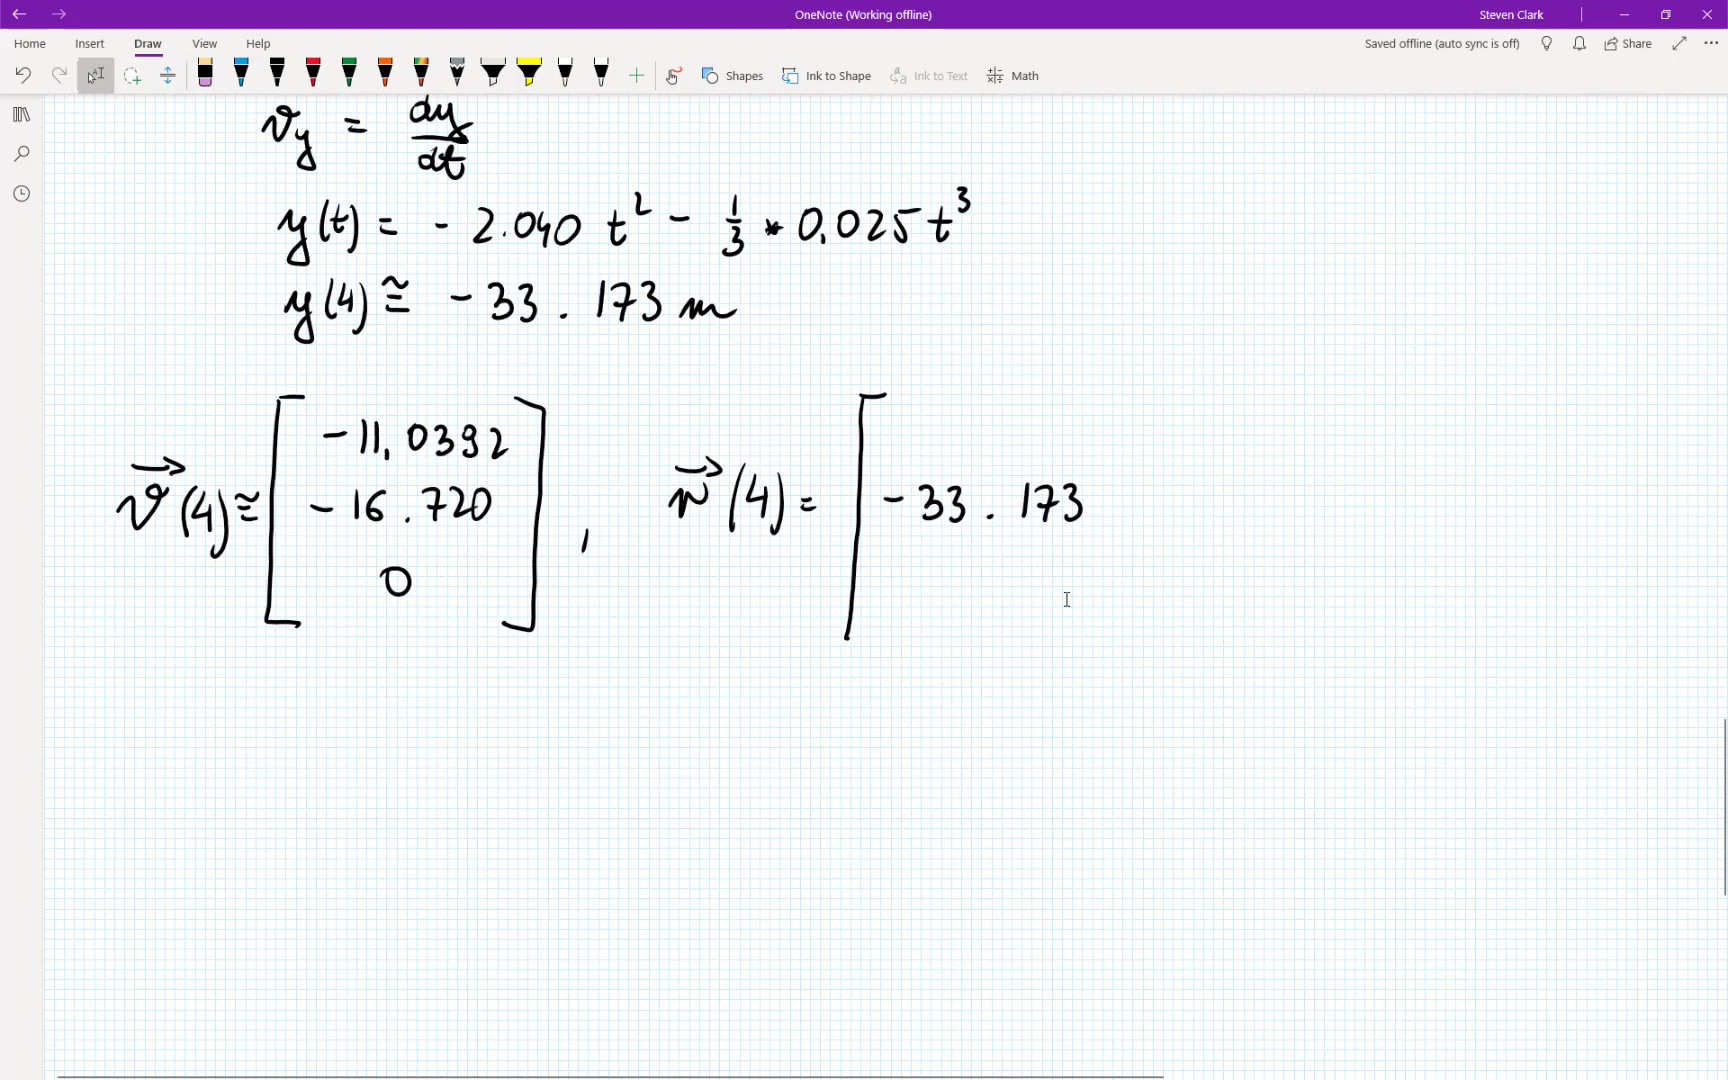 OneNote (Working offline)
Steven Clark
Home Insert Draw View Help
Saved offline (auto sync is off) Share
Shapes Ink to Shape Ink to Text Math
v_y = dy/dt
y(t) = - 2.040 t² - 1/3 * 0,025 t³
y(4) ≅ - 33 . 173 m
-11,0392
v⃗ (4) ≅ - 16 . 720 , r⃗ (4) = [ - 33 . 173
0